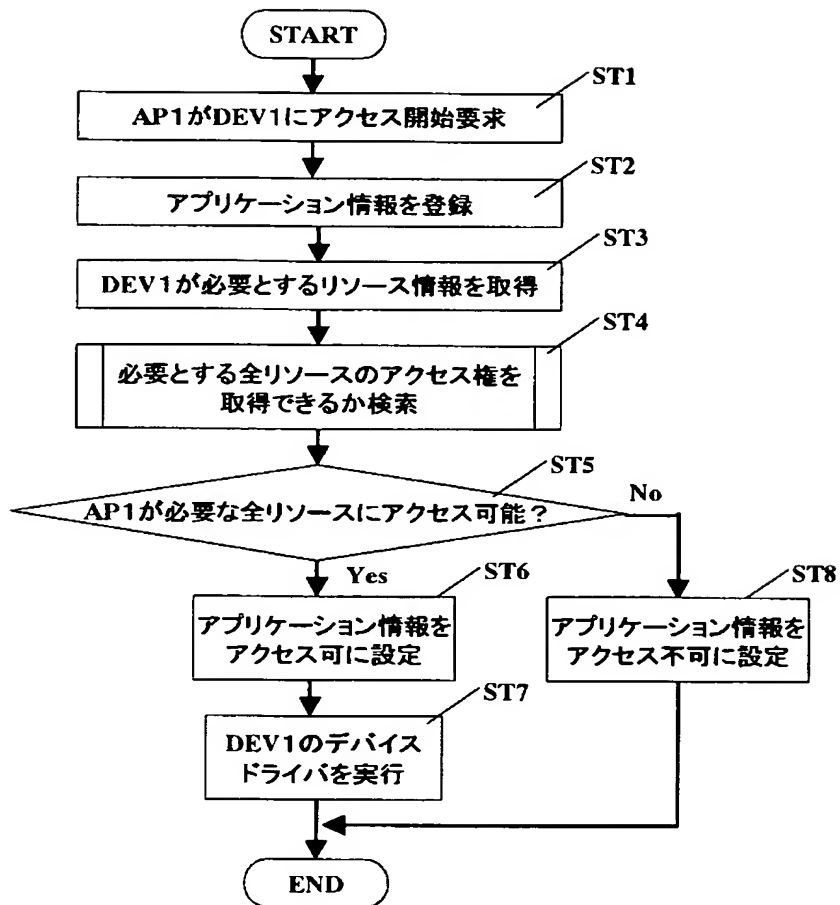 START
ST1
AP1がDEV1にアクセス開始要求
ST2
アプリケーション情報を登録
ST3
DEV1が必要とするリソース情報を取得
ST4
必要とする全リソースのアクセス権を
取得できるか検索
ST5
AP1が必要な全リソースにアクセス可能?
No
Yes
ST6
アプリケーション情報を
アクセス可に設定
ST8
アプリケーション情報を
アクセス不可に設定
ST7
DEV1のデバイス
ドライバを実行
END